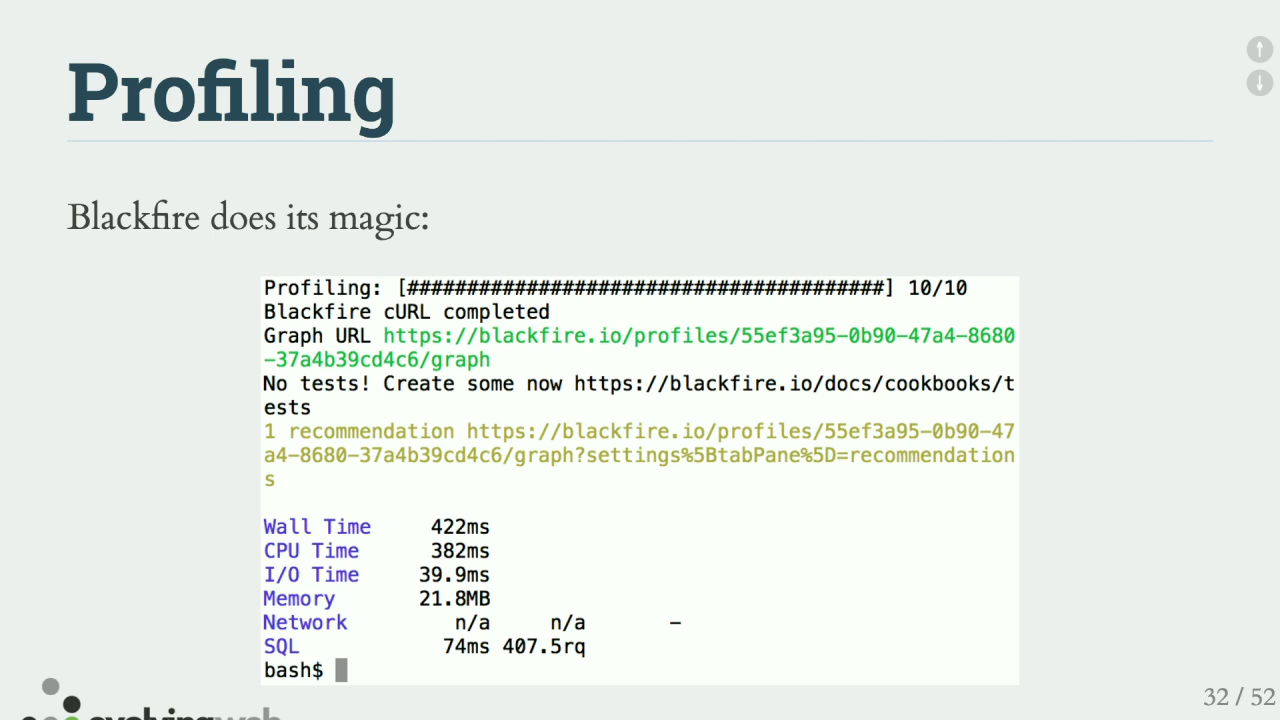 Profiling
Blackfire does its magic:
Profiling: [########################################] 10/10
Blackfire cURL completed
Graph URL https://blackfire.io/profiles/55ef3a95-0b90-47a4-8680
-37a4b39cd4c6/graph
No tests! Create some now https://blackfire.io/docs/cookbooks/t
ests
1 recommendation https://blackfire.io/profiles/55ef3a95-0b90-47
a4-8680-37a4b39cd4c6/graph?settings%5BtabPane%5D=recommendation
s
Wall Time 422ms
CPU Time 382ms
I/O Time 39.9ms
Memory 21.8MB
Network n/a n/a -
SQL 74ms 407.5rq
bash$
evolvingweb
32 / 52